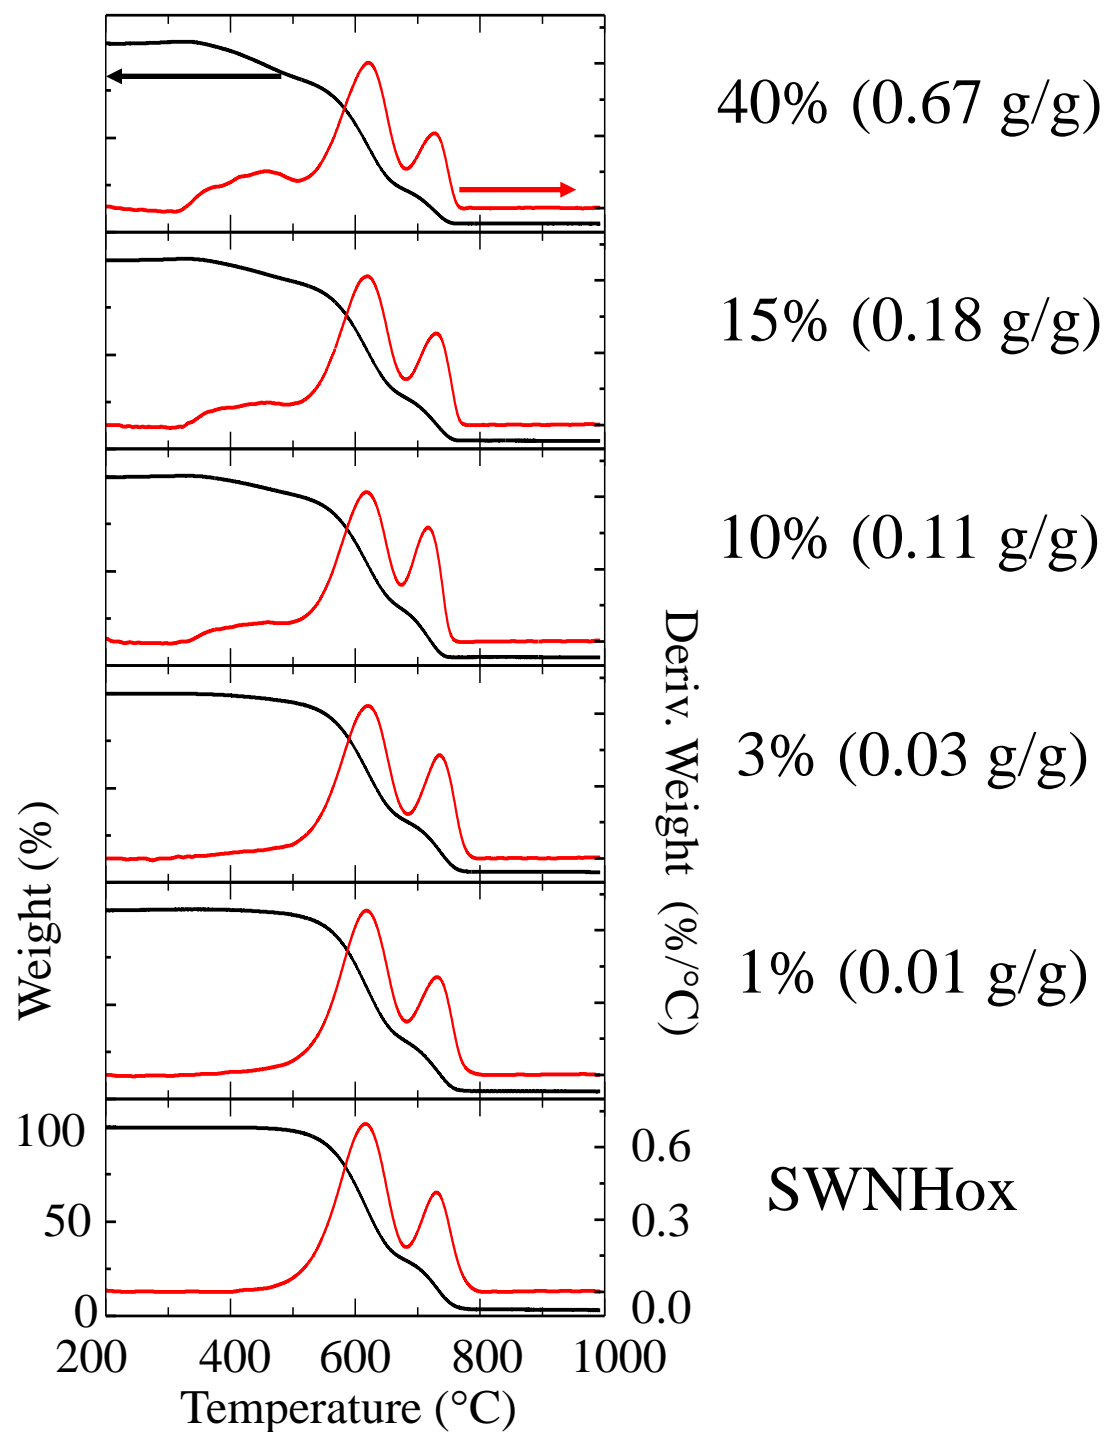 40% (0.67 g/g)
15% (0.18 g/g)
10% (0.11 g/g)
3% (0.03 g/g)
1% (0.01 g/g)
SWNHox
Weight (%)
Deriv. Weight (%/°C)
100
50
0
0.6
0.3
0.0
200 400 600 800 1000
Temperature (°C)